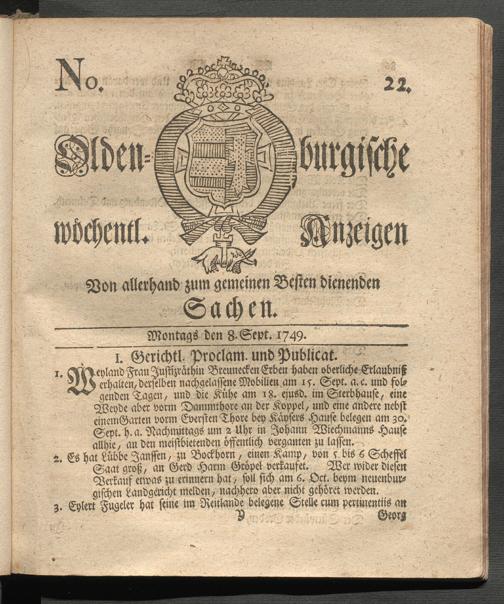 No. 22.
Olden- burgische
wöchentl. Anzeigen
Von allerhand zum gemeinen Besten dienenden
Sachen.
Montags den 8. Sept. 1749.
I. Gerichtl. Proclam. und Publicat.
1. Weyland Frau Justizräthin Breunecken Erben haben oberliche Erlaubniß
erhalten, derselben nachgelassene Mobilien am 15. Sept. a. c. und fol-
genden Tagen, und die Kühe am 18. ejusd. im Sterbhause, eine
Weyde aber vorm Dammthore an der Koppel, und eine andere nebst
einem Garten vorm Eversten Thore bey Käysers Hause belegen am 30.
Sept. h. a. Nachmittags um 2 Uhr in Johann Wiechmanns Hause
allhie, an den meistbietenden öffentlich verganten zu lassen.
2. Es hat Lübbe Janssen, zu Bockhorn, einen Kamp, von 5 bis 6 Scheffel
Saat groß, an Gerd Harm Gröpel verkaufet. Wer wider diesen
Verkauf etwas zu erinnern hat, soll sich am 6. Oct. beym neuenbur-
gischen Landgericht melden, nachhero aber nicht gehöret werden.
3. Eylert Fugeler hat seine im Reitlande belegene Stelle cum pertinentiis an
Y Georg